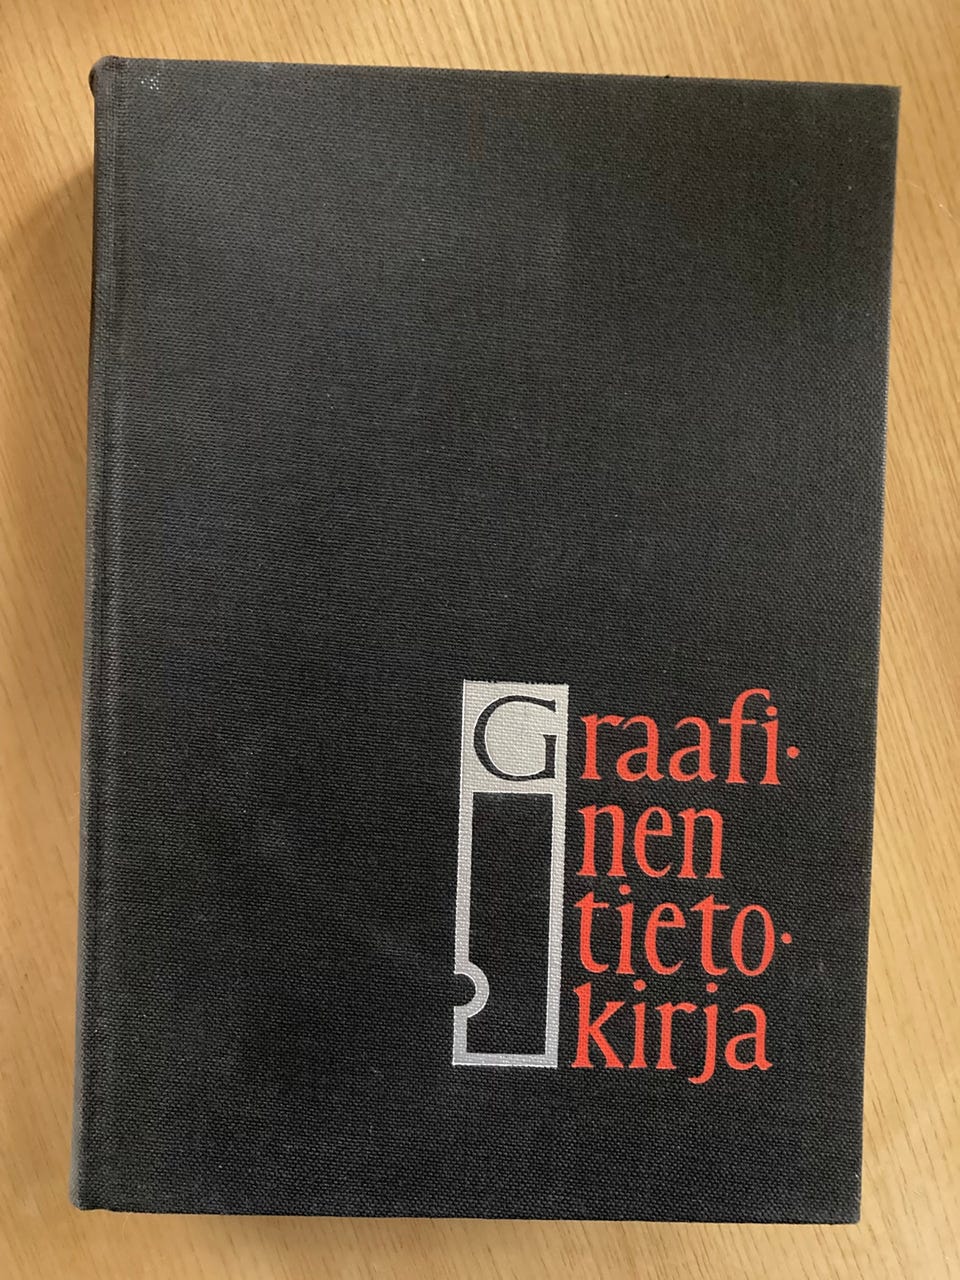 Graafi·
nen
tieto·
kirja